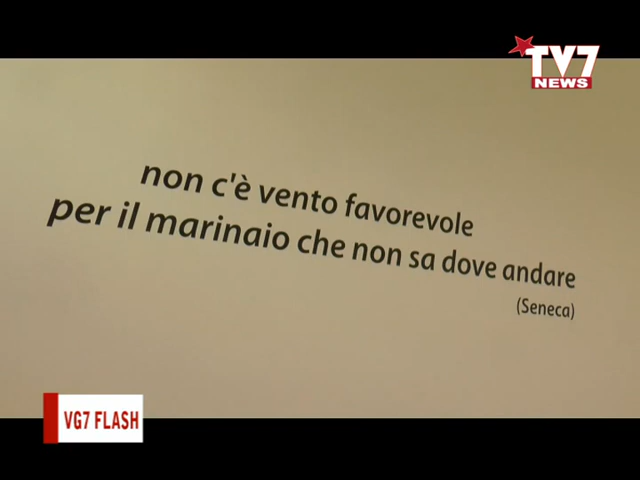 TV7
NEWS
non c'è vento favorevole
per il marinaio che non sa dove andare
(Seneca)
VG7 FLASH